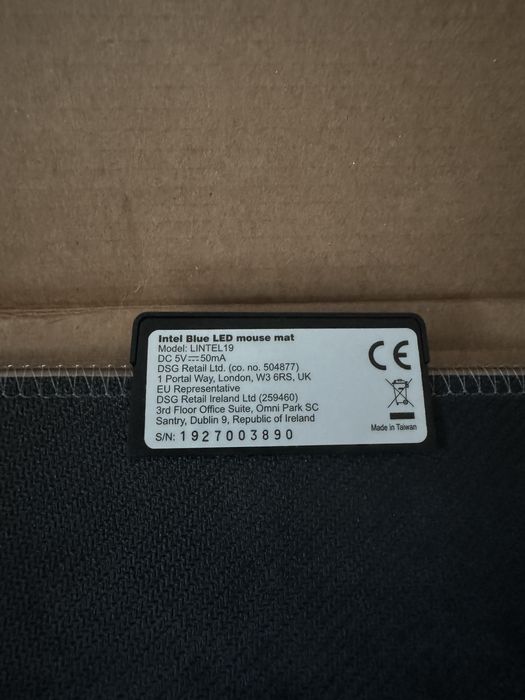 Intel Blue LED mouse mat
Model: LINTEL19
DC 5V⎓50mA
DSG Retail Ltd. (co. no. 504877)
1 Portal Way, London, W3 6RS, UK
EU Representative
DSG Retail Ireland Ltd (259460)
3rd Floor Office Suite, Omni Park SC
Santry, Dublin 9, Republic of Ireland
S/N: 1927003890
CE
Made in Taiwan